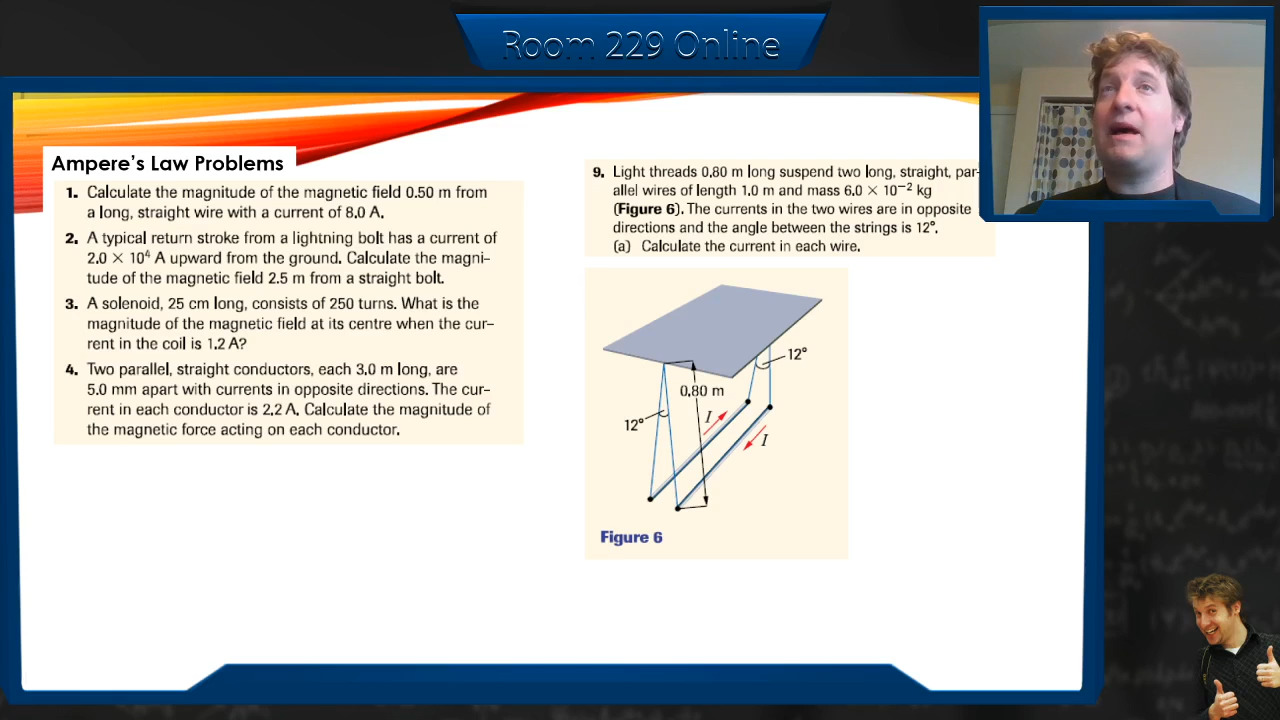 Room 229 Online
Ampere's Law Problems
1. Calculate the magnitude of the magnetic field 0.50 m from
a long, straight wire with a current of 8.0 A.
2. A typical return stroke from a lightning bolt has a current of
2.0 × 10⁴ A upward from the ground. Calculate the magni-
tude of the magnetic field 2.5 m from a straight bolt.
3. A solenoid, 25 cm long, consists of 250 turns. What is the
magnitude of the magnetic field at its centre when the cur-
rent in the coil is 1.2 A?
4. Two parallel, straight conductors, each 3.0 m long, are
5.0 mm apart with currents in opposite directions. The cur-
rent in each conductor is 2.2 A. Calculate the magnitude of
the magnetic force acting on each conductor.
9. Light threads 0.80 m long suspend two long, straight, par-
allel wires of length 1.0 m and mass 6.0 × 10⁻² kg
(Figure 6). The currents in the two wires are in opposite
directions and the angle between the strings is 12°.
(a) Calculate the current in each wire.
12°
0.80 m
12°
I
I
Figure 6